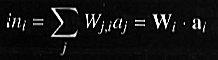 in_i = \sum_j W_{j,i} a_j = \mathbf{W}_i \cdot \mathbf{a}_i